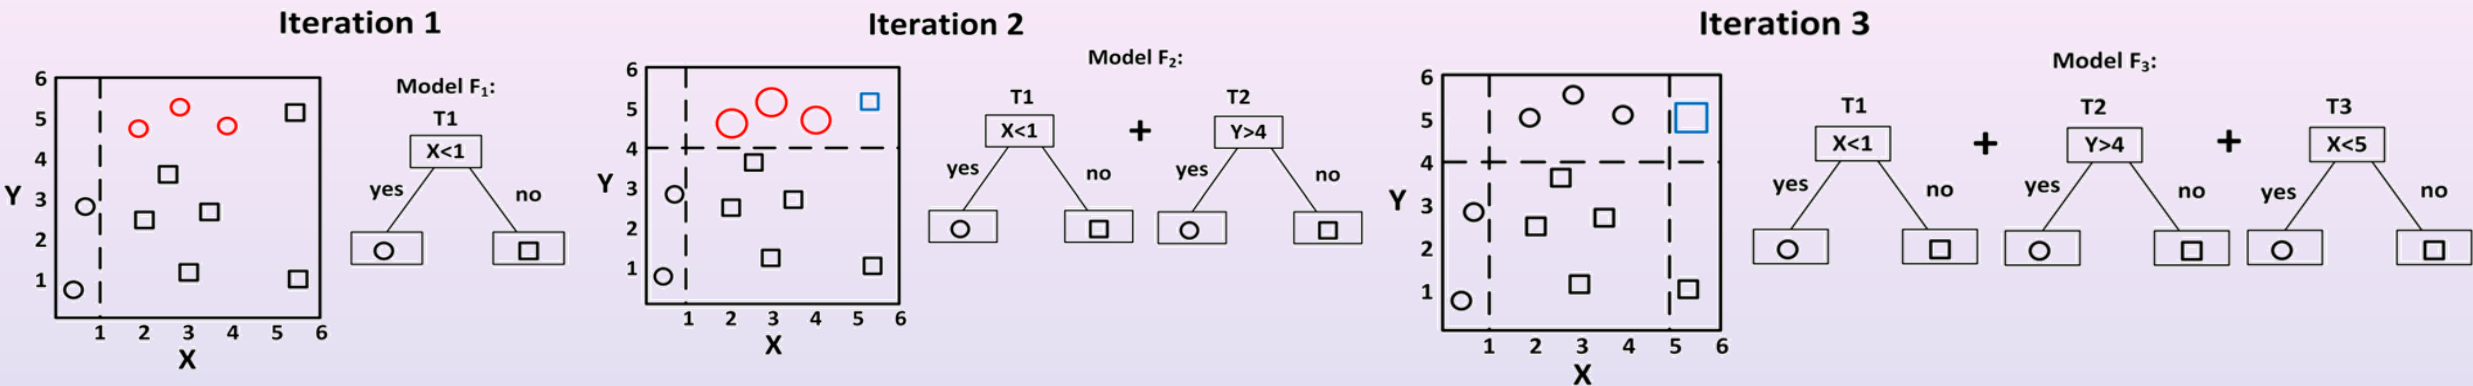 Iteration 1
Model F₁:
T1
X<1
yes
no
6
5
4
3
2
1
Y
1 2 3 4 5 6
X
Iteration 2
Model F₂:
T1
X<1
yes
no
+
T2
Y>4
yes
no
6
5
4
3
2
1
Y
1 2 3 4 5 6
X
Iteration 3
Model F₃:
T1
X<1
yes
no
+
T2
Y>4
yes
no
+
T3
X<5
yes
no
6
5
4
3
2
1
Y
1 2 3 4 5 6
X